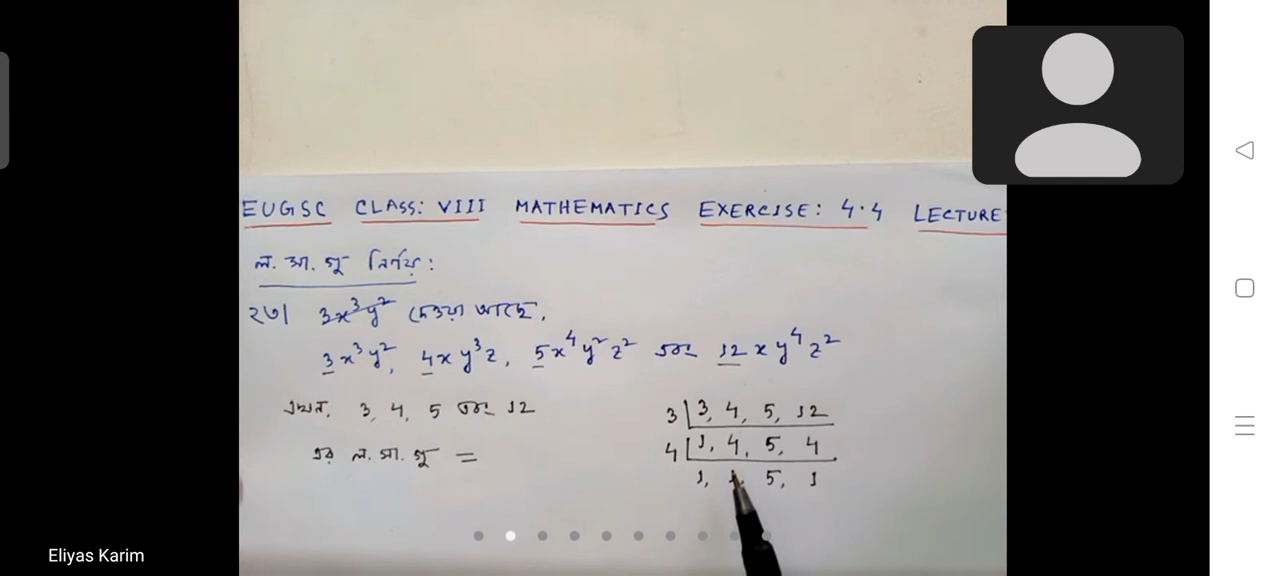 EUGSC CLASS: VIII MATHEMATICS EXERCISE: 4.4 LECTURE
ল. সা. গু নির্ণয় :
২৩। 3x³y² দেওয়া আছে,
3x³y², 4xy³z, 5x⁴y²z² এবং 12xy⁴z²
এখন, 3, 4, 5 এবং 12
এর ল. সা. গু =
3 | 3, 4, 5, 12
4 | 1, 4, 5, 4
1, 1, 5, 1
Eliyas Karim